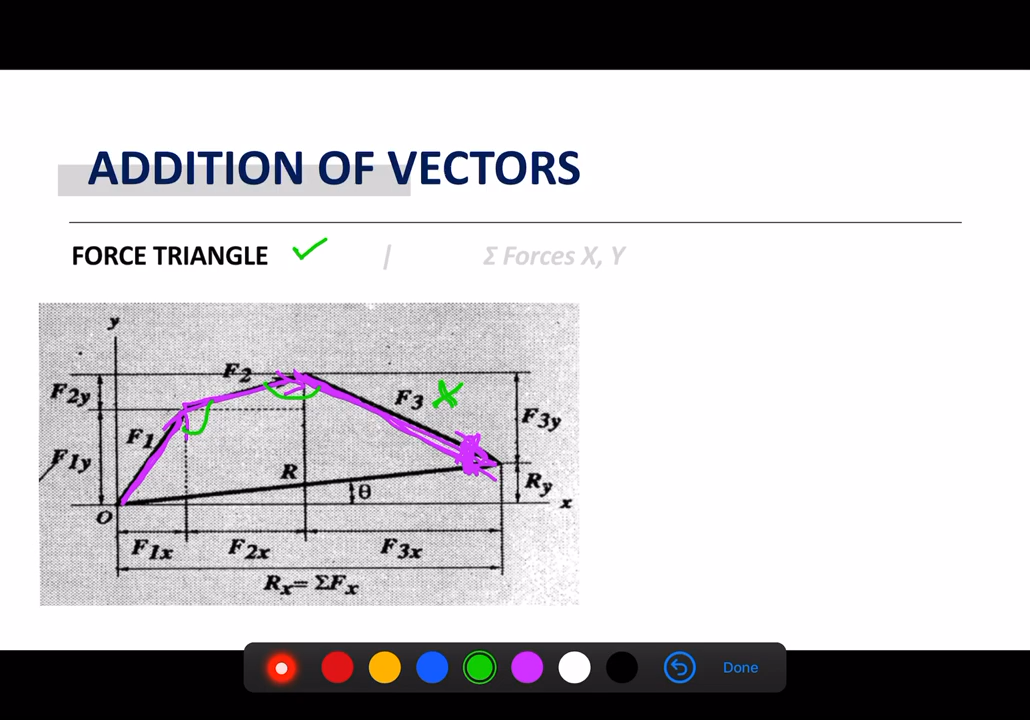 ADDITION OF VECTORS
FORCE TRIANGLE ✓ | Σ Forces X, Y
y
F2
F2y
F3
F3y
F1
F1y
R
θ
Ry
x
O
F1x F2x F3x
Rx= ΣFx
Done